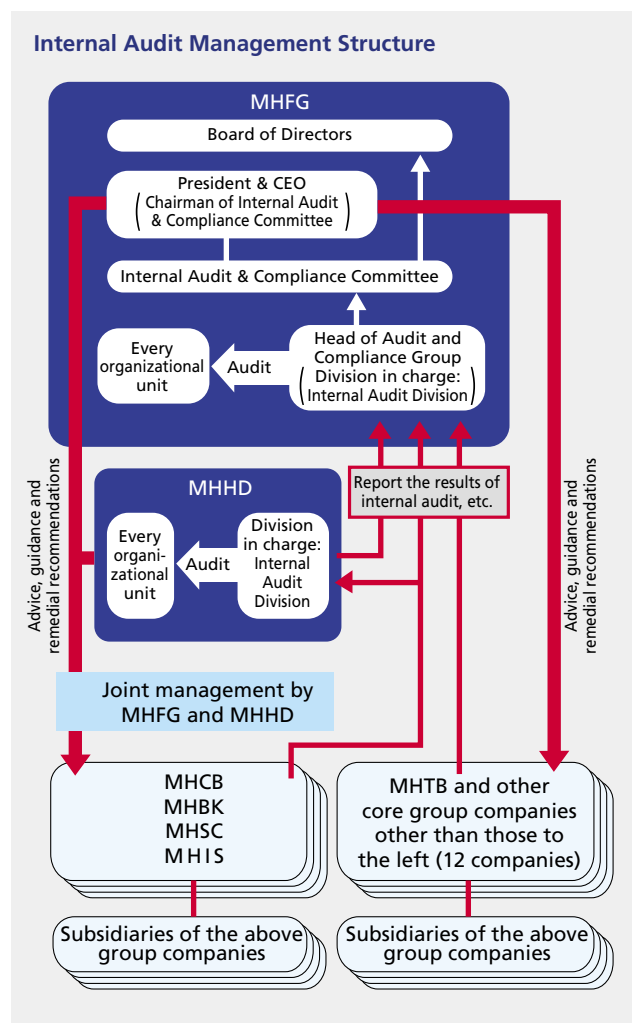 Internal Audit Management Structure
MHFG
Board of Directors
President & CEO
(Chairman of Internal Audit
& Compliance Committee)
Internal Audit & Compliance Committee
Every
organizational
unit
Audit
Head of Audit and
Compliance Group
(Division in charge:
Internal Audit Division)
Advice, guidance and
remedial recommendations
MHHD
Every
organi-
zational
unit
Audit
Division
in charge:
Internal
Audit
Division
Report the results of
internal audit, etc.
Advice, guidance and
remedial recommendations
Joint management by
MHFG and MHHD
MHCB
MHBK
MHSC
MHIS
MHTB and other
core group companies
other than those to
the left (12 companies)
Subsidiaries of the above
group companies
Subsidiaries of the above
group companies